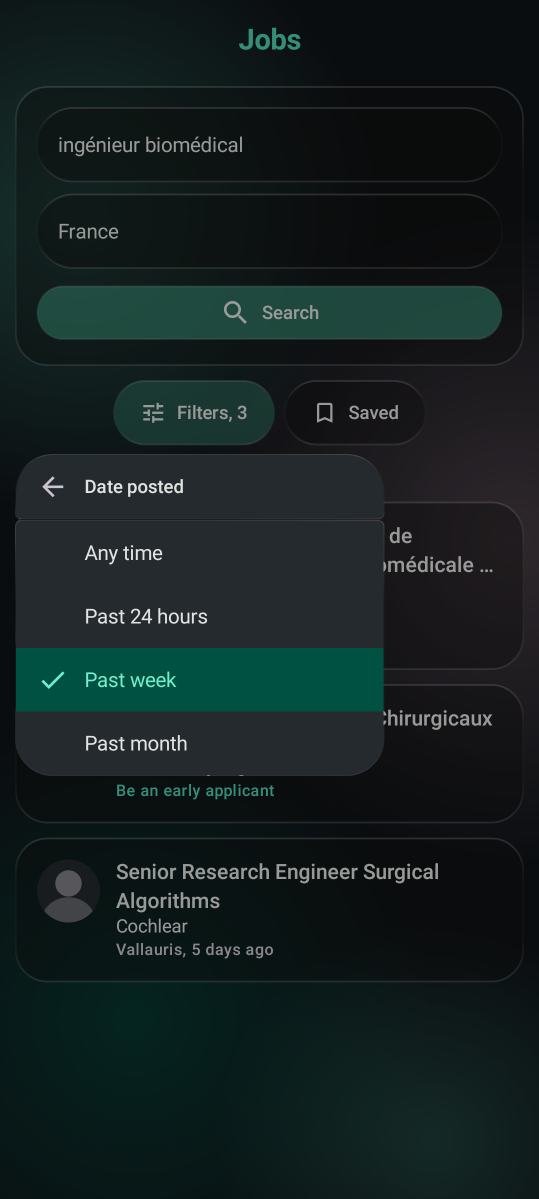 Jobs
ingénieur biomédical
France
Search
Filters, 3
Saved
Date posted
Any time
de
omédicale ...
Past 24 hours
Past week
Chirurgicaux
Past month
Be an early applicant
Senior Research Engineer Surgical
Algorithms
Cochlear
Vallauris, 5 days ago